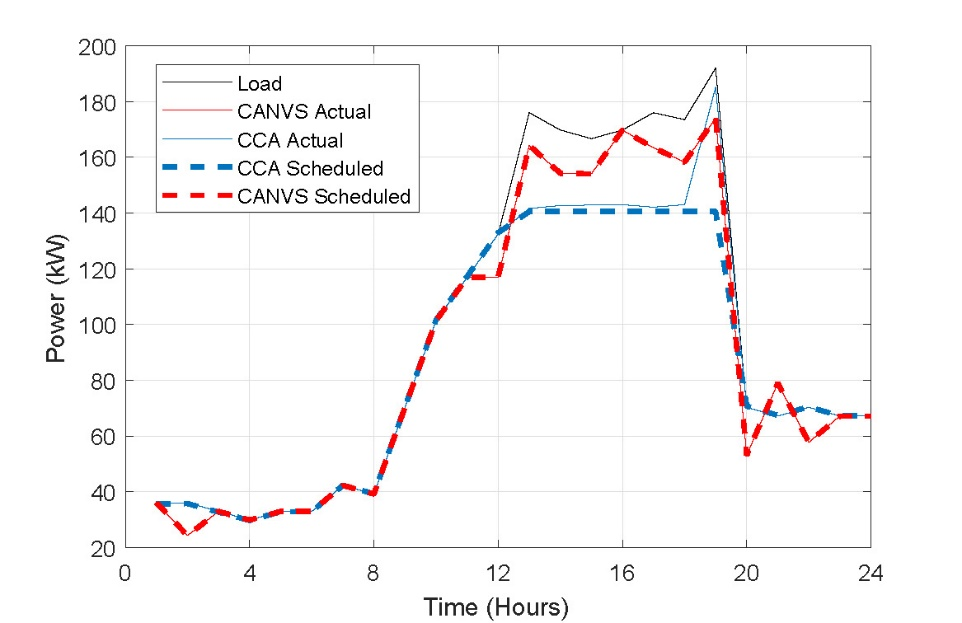 200
180
160
140
120
100
80
60
40
20
Power (kW)
Load
CANVS Actual
CCA Actual
CCA Scheduled
CANVS Scheduled
0 4 8 12 16 20 24
Time (Hours)